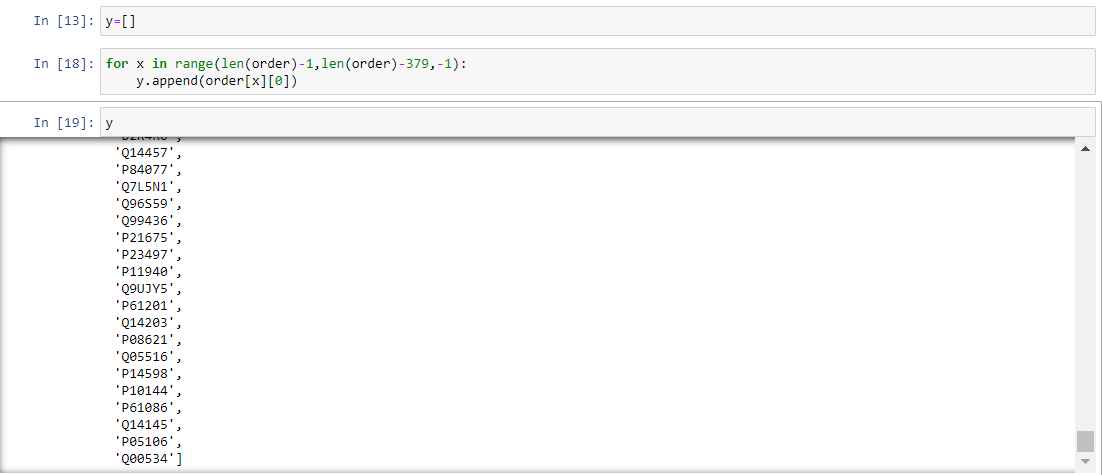 In [13]: y=[]
In [18]: for x in range(len(order)-1,len(order)-379,-1):
y.append(order[x][0])
In [19]: y
'Q14457',
'P84077',
'Q7L5N1',
'Q96S59',
'Q99436',
'P21675',
'P23497',
'P11940',
'Q9UJY5',
'P61201',
'Q14203',
'P08621',
'Q05516',
'P14598',
'P10144',
'P61086',
'Q14145',
'P05106',
'Q00534']